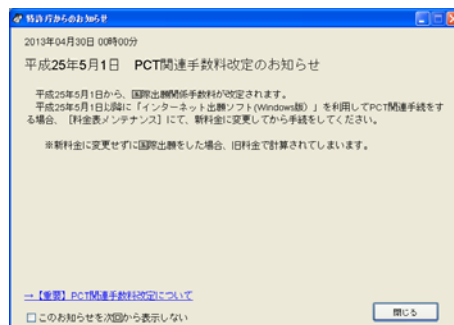 特許庁からのお知らせ
2013年04月30日 00時00分
平成25年5月1日 PCT関連手数料改定のお知らせ
平成25年5月1日から、国際出願関係手数料が改定されます。
平成25年5月1日以降に「インターネット出願ソフト(Windows版)」を利用してPCT関連手続をす
る場合、[料金表メンテナンス]にて、新料金に変更してから手続をしてください。
※新料金に変更せずに国際出願をした場合、旧料金で計算されてしまいます。
→【重要】PCT関連手数料改定について
このお知らせを次回から表示しない
閉じる